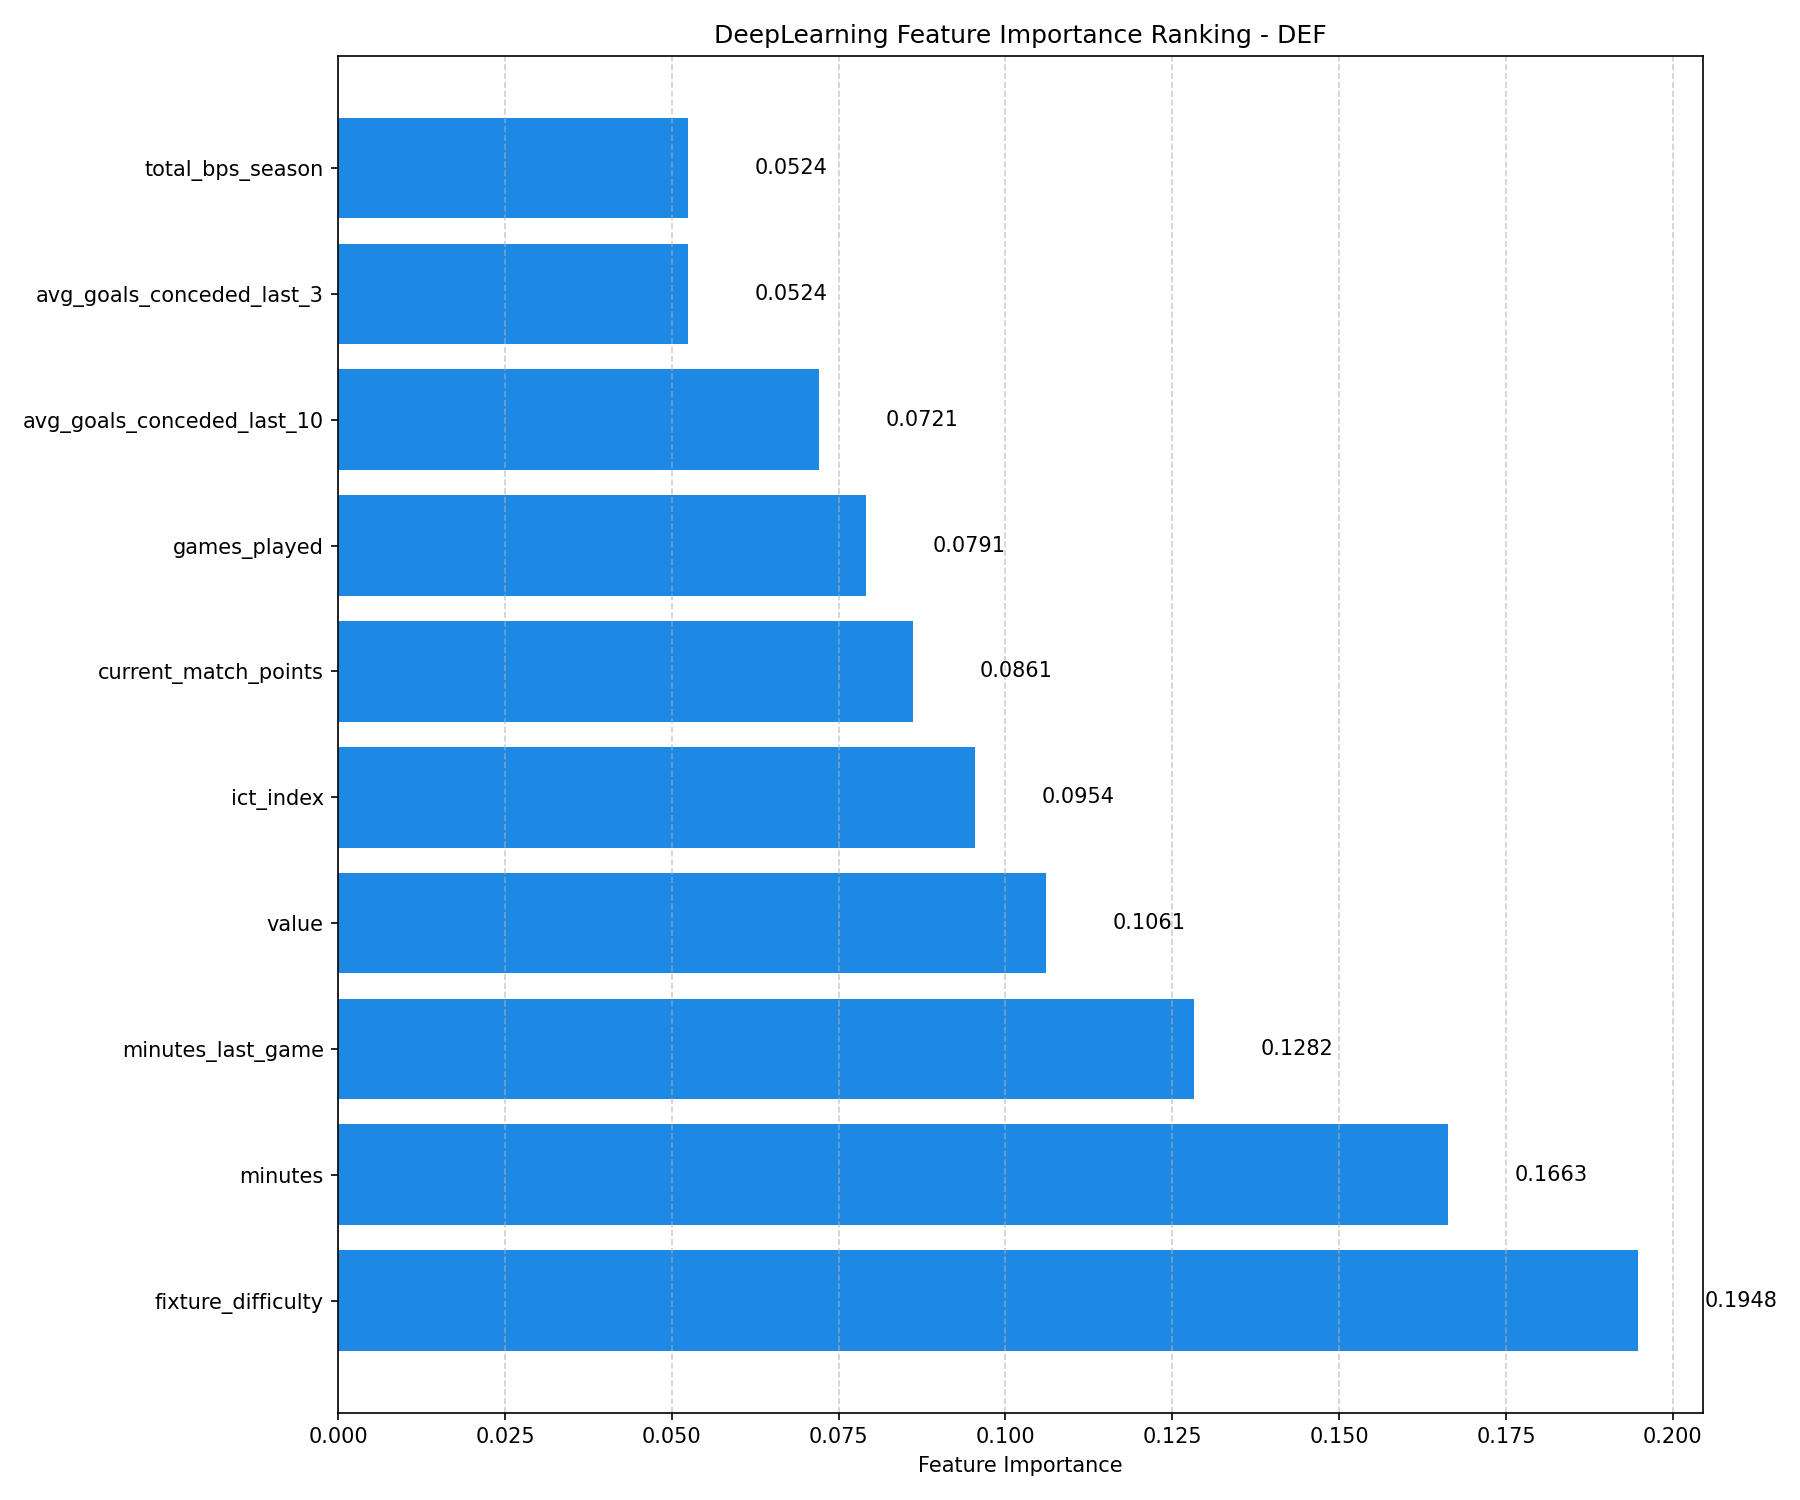 DeepLearning Feature Importance Ranking - DEF
total_bps_season 0.0524
avg_goals_conceded_last_3 0.0524
avg_goals_conceded_last_10 0.0721
games_played 0.0791
current_match_points 0.0861
ict_index 0.0954
value 0.1061
minutes_last_game 0.1282
minutes 0.1663
fixture_difficulty 0.1948
0.000 0.025 0.050 0.075 0.100 0.125 0.150 0.175 0.200
Feature Importance